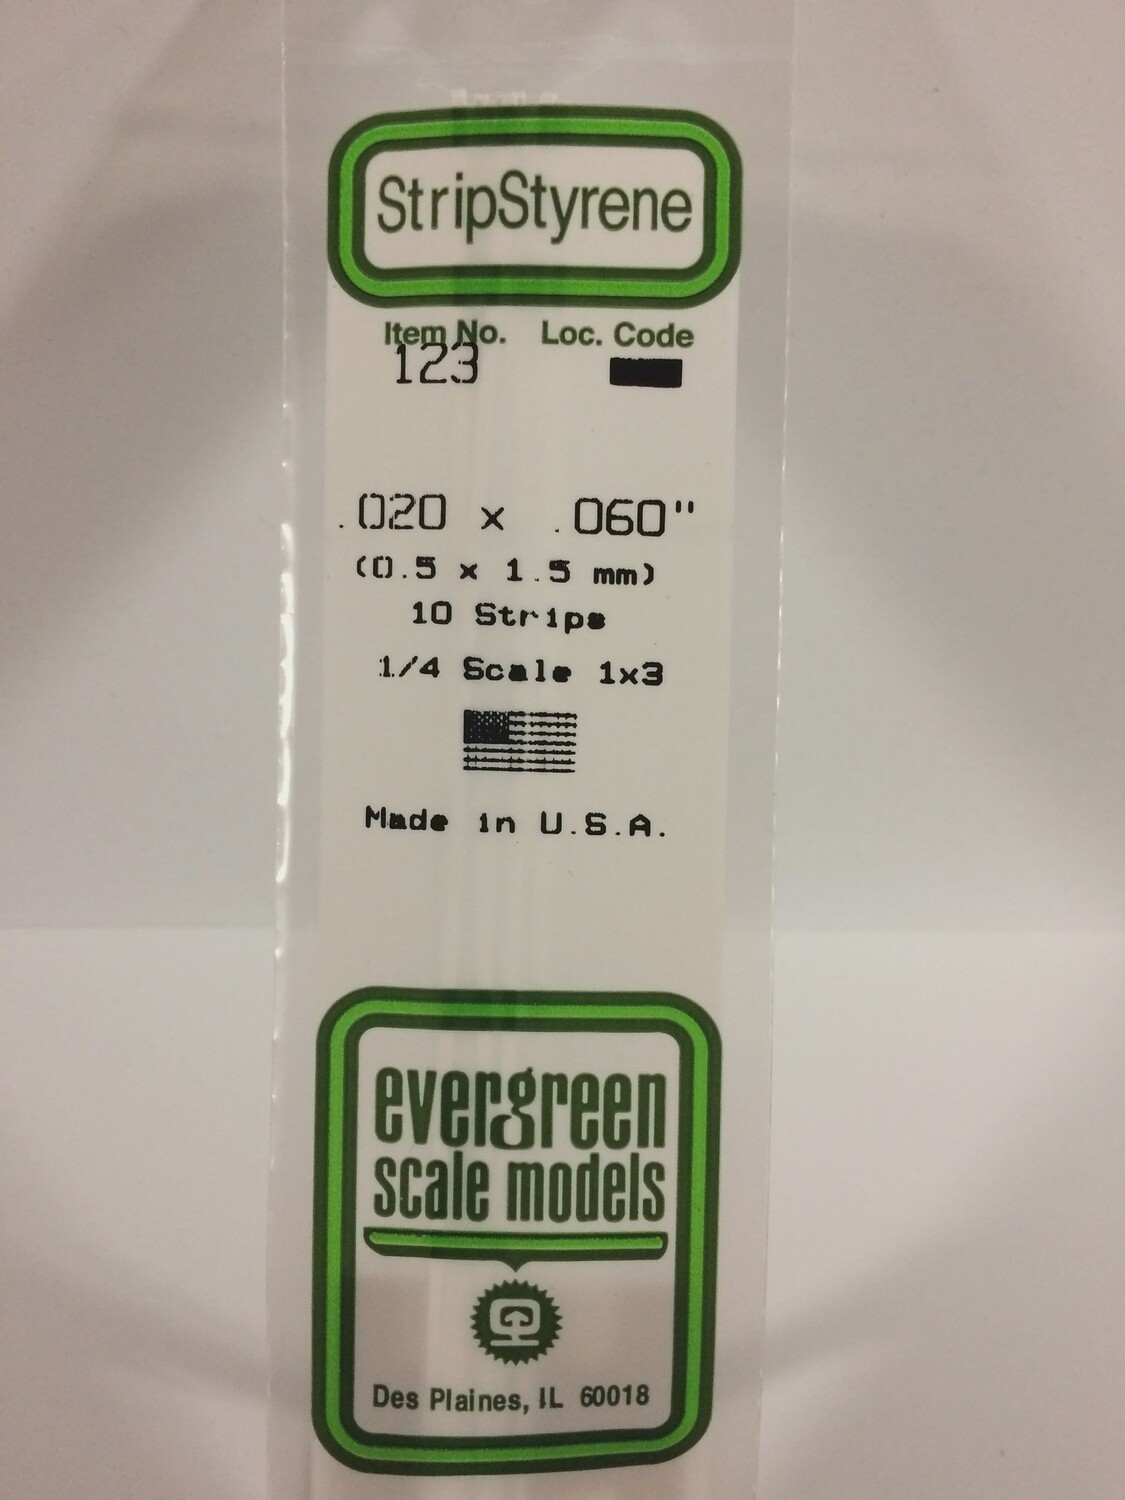 StripStyrene
Item No. Loc. Code
123
.020 x .060"
(0.5 x 1.5 mm)
10 Strips
1/4 Scale 1x3
Made in U.S.A.
evergreen
scale models
Des Plaines, IL 60018